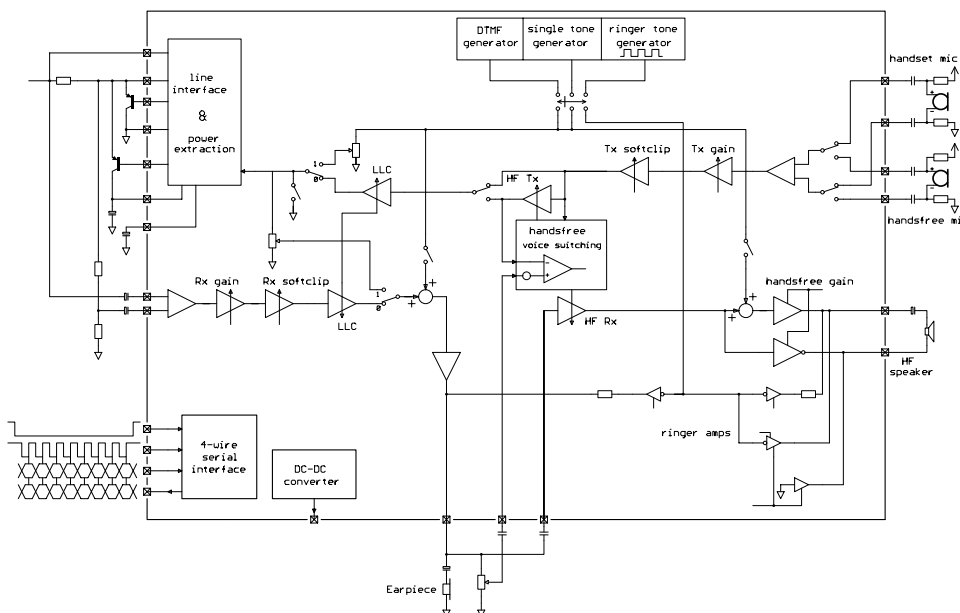 DTMF generator
single tone generator
ringer tone generator
line interface
&
power extraction
handset mic
+
-
+
-
handsfree mi
1
0
LLC
Tx softclip
Tx gain
HF Tx
handsfree voice switching
-
+
Rx gain
Rx softclip
LLC
1
0
+
+
HF Rx
+
+
handsfree gain
HF speaker
ringer amps
4-wire serial interface
DC-DC converter
Earpiece